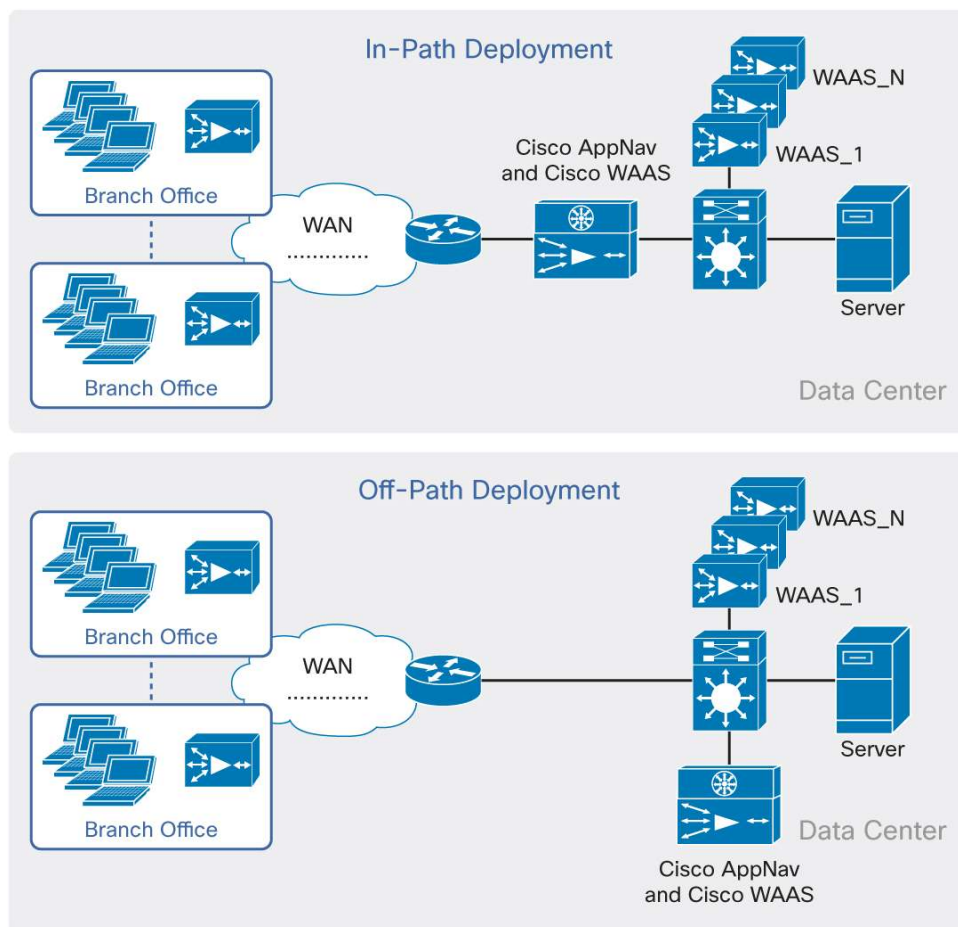 In-Path Deployment
WAAS_N
WAAS_1
Cisco AppNav
and Cisco WAAS
Branch Office
WAN
.............
Server
Branch Office
Data Center
Off-Path Deployment
WAAS_N
WAAS_1
Branch Office
WAN
.............
Server
Branch Office
Data Center
Cisco AppNav
and Cisco WAAS